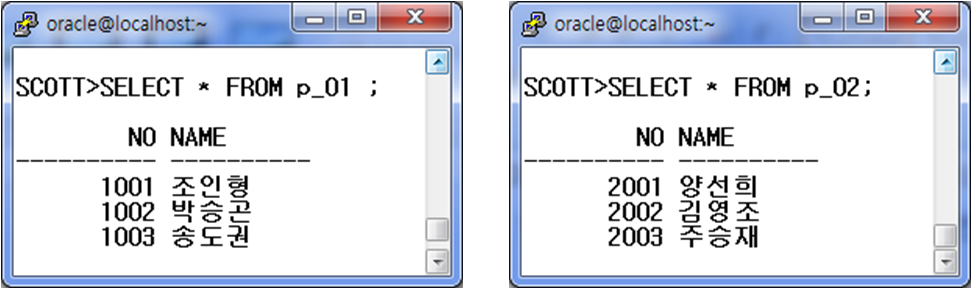 oracle@localhost:~
SCOTT>SELECT * FROM p_01 ;
NO NAME
---------- ----------
1001 조인형
1002 박승곤
1003 송도권
oracle@localhost:~
SCOTT>SELECT * FROM p_02;
NO NAME
---------- ----------
2001 양선희
2002 김영조
2003 주승재